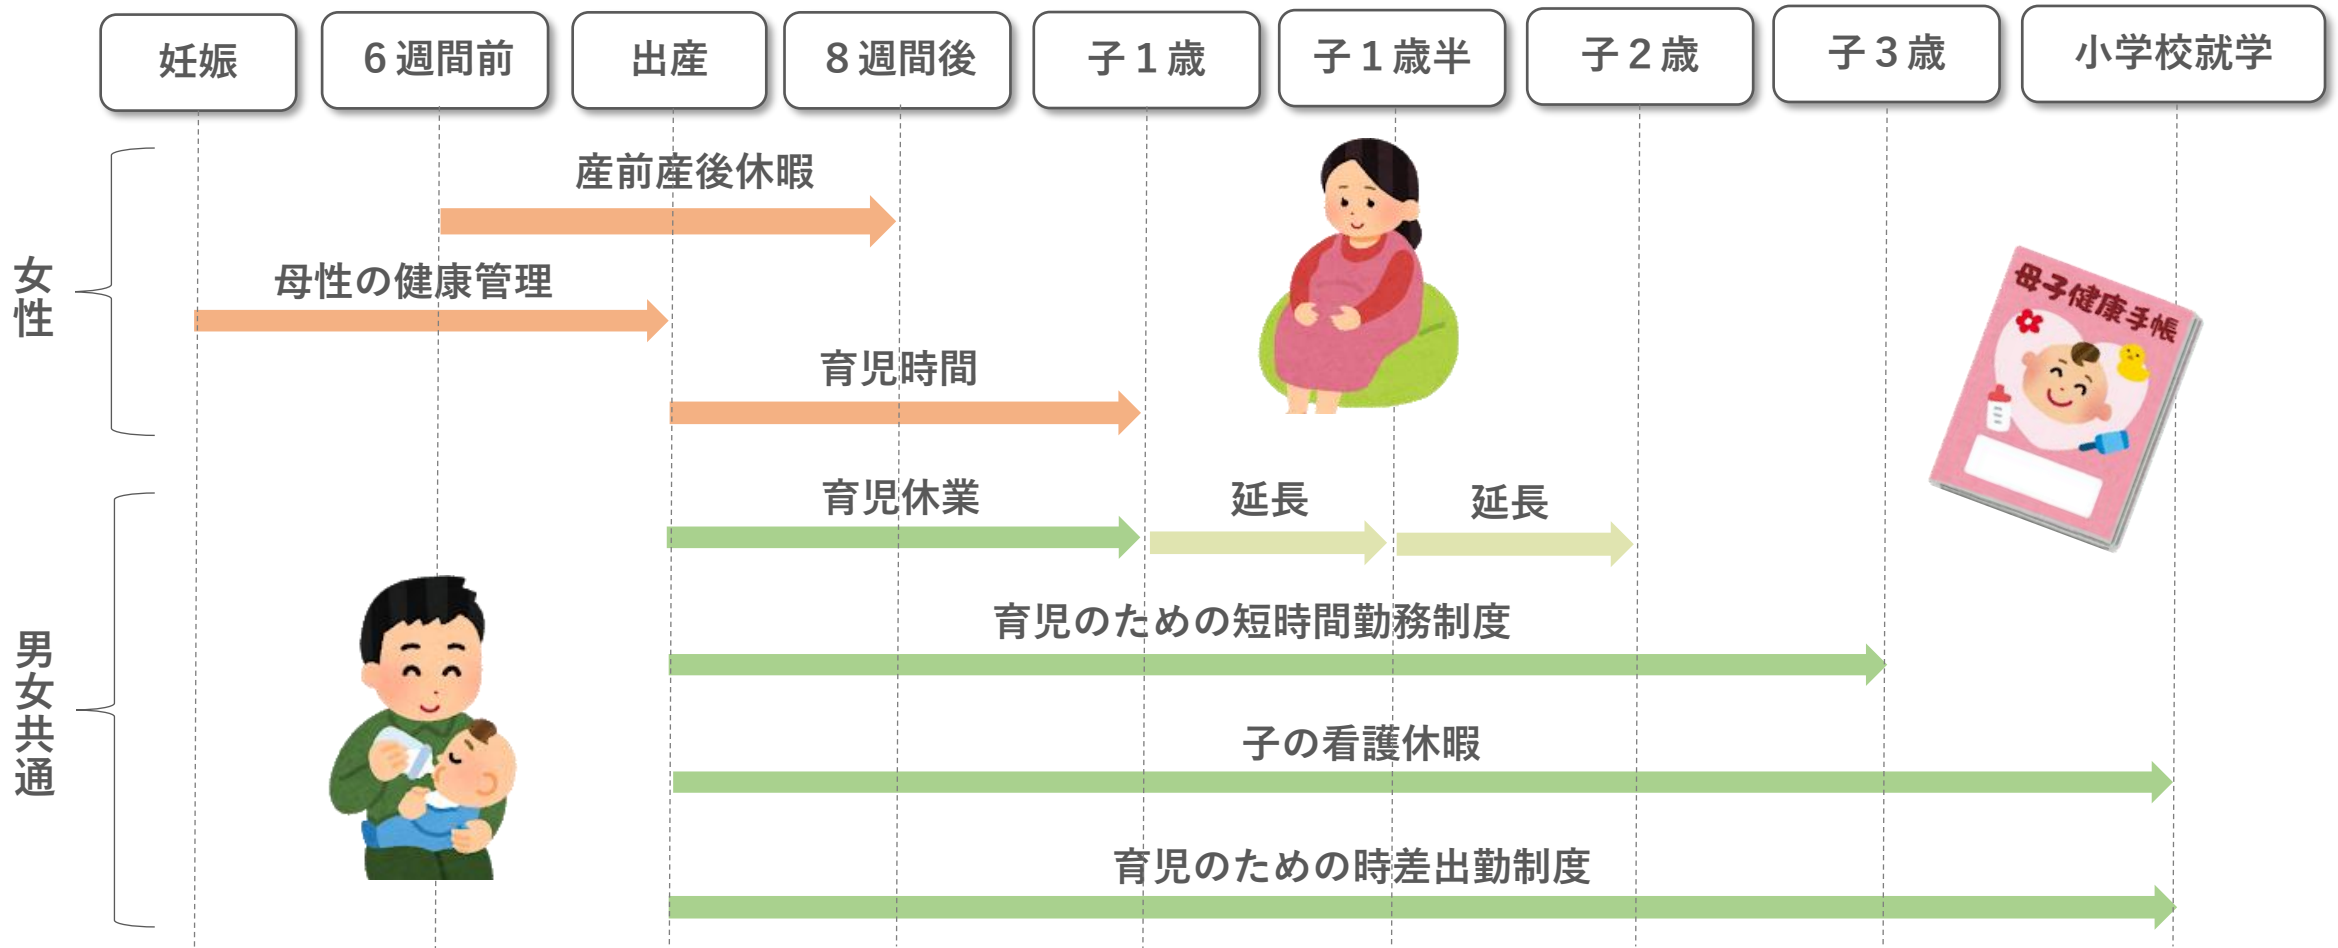 妊娠
６週間前
出産
８週間後
子１歳
子１歳半
子２歳
子３歳
小学校就学
女性
産前産後休暇
母性の健康管理
育児時間
母子健康手帳
男女共通
育児休業
延長
延長
育児のための短時間勤務制度
子の看護休暇
育児のための時差出勤制度